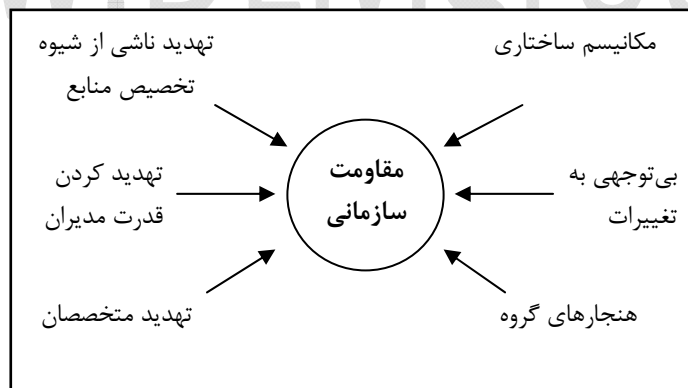 مکانیسم ساختاری
تهدید ناشی از شیوه
تخصیص منابع
بی‌توجهی به
تغییرات
مقاومت
سازمانی
تهدید کردن
قدرت مدیران
هنجارهای گروه
تهدید متخصصان